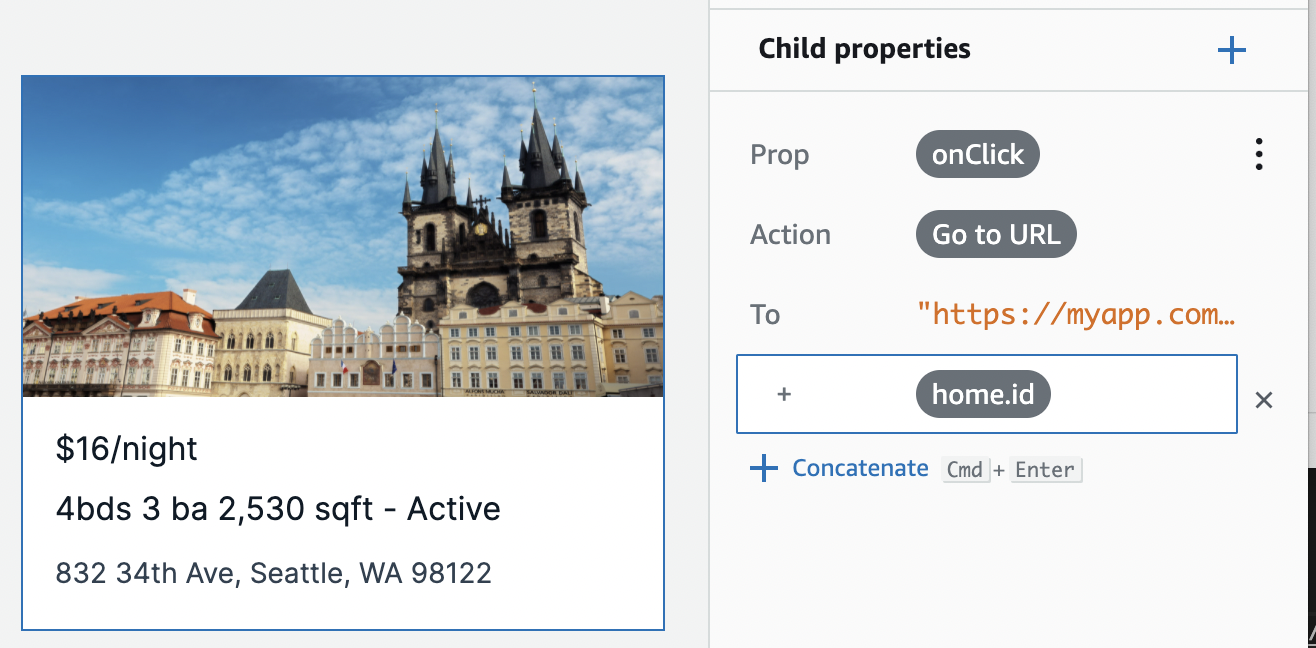 Child properties
Prop onClick
Action Go to URL
To "https://myapp.com…
+ home.id ×
+ Concatenate Cmd + Enter
$16/night
4bds 3 ba 2,530 sqft - Active
832 34th Ave, Seattle, WA 98122